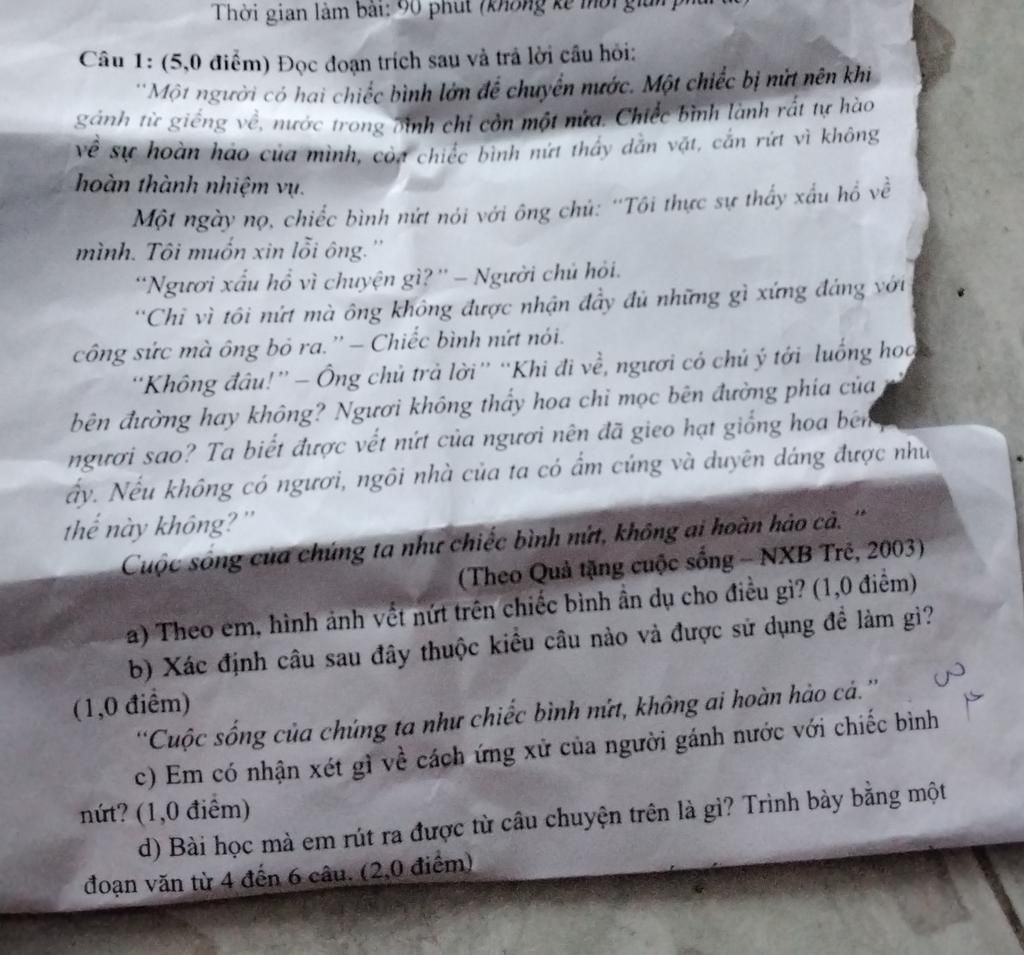 Thời gian làm bài: 90 phút (không kể thời gian
Câu 1: (5,0 điểm) Đọc đoạn trích sau và trả lời câu hỏi:
“Một người có hai chiếc bình lớn để chuyển nước. Một chiếc bị nứt nên khi
gánh từ giếng về, nước trong bình chỉ còn một nửa. Chiếc bình lành rất tự hào
về sự hoàn hảo của mình, còn chiếc bình nứt thấy dằn vặt, cắn rứt vì không
hoàn thành nhiệm vụ.
Một ngày nọ, chiếc bình nứt nói với ông chủ: “Tôi thực sự thấy xấu hổ về
mình. Tôi muốn xin lỗi ông.”
“Ngươi xấu hổ vì chuyện gì?” – Người chủ hỏi.
“Chỉ vì tôi nứt mà ông không được nhận đầy đủ những gì xứng đáng với
công sức mà ông bỏ ra.” – Chiếc bình nứt nói.
“Không đâu!” – Ông chủ trả lời” “Khi đi về, ngươi có chú ý tới luống hoa
bên đường hay không? Ngươi không thấy hoa chỉ mọc bên đường phía của
ngươi sao? Ta biết được vết nứt của ngươi nên đã gieo hạt giống hoa bên
ấy. Nếu không có ngươi, ngôi nhà của ta có ấm cúng và duyên dáng được như
thế này không?”
Cuộc sống của chúng ta như chiếc bình nứt, không ai hoàn hảo cả. “
(Theo Quà tặng cuộc sống – NXB Trẻ, 2003)
a) Theo em, hình ảnh vết nứt trên chiếc bình ẩn dụ cho điều gì? (1,0 điểm)
b) Xác định câu sau đây thuộc kiểu câu nào và được sử dụng để làm gì?
(1,0 điểm)
“Cuộc sống của chúng ta như chiếc bình nứt, không ai hoàn hảo cả.”
c) Em có nhận xét gì về cách ứng xử của người gánh nước với chiếc bình
nứt? (1,0 điểm)
d) Bài học mà em rút ra được từ câu chuyện trên là gì? Trình bày bằng một
đoạn văn từ 4 đến 6 câu. (2,0 điểm)